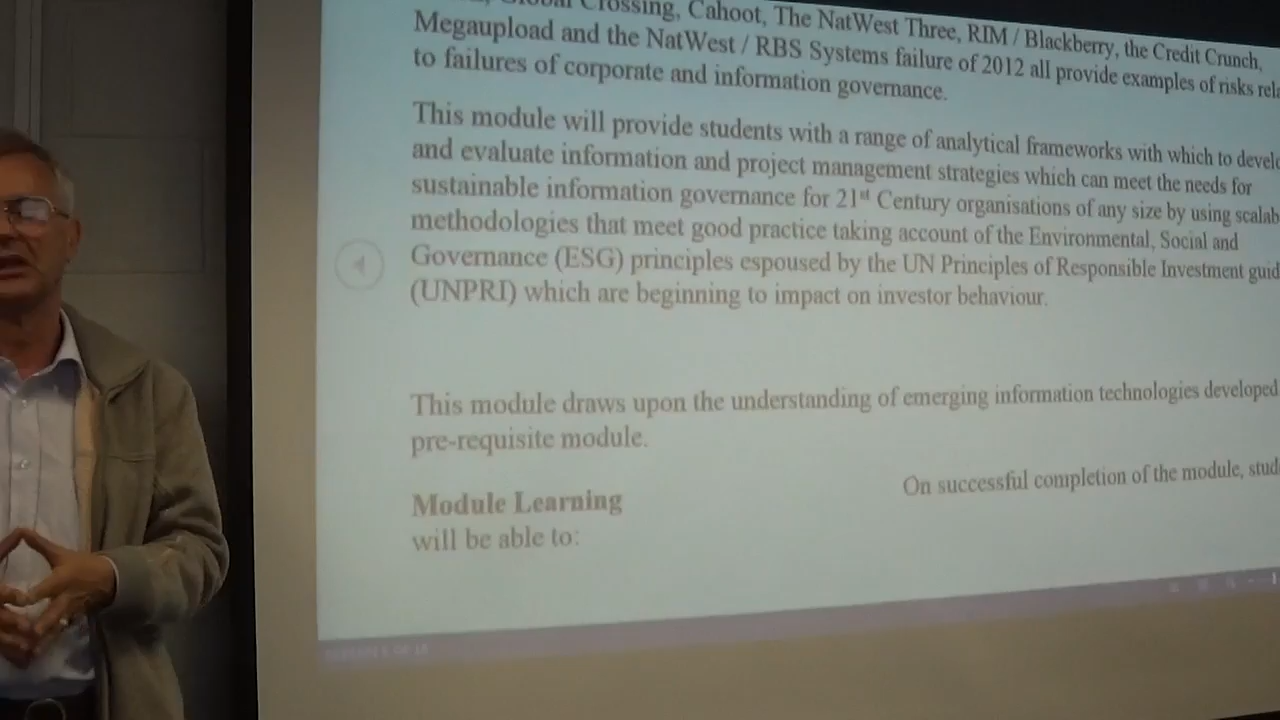 Crossing, Cahoot, The NatWest Three, RIM / Blackberry, the Credit Crunch,
Megaupload and the NatWest / RBS Systems failure of 2012 all provide examples of risks rela
to failures of corporate and information governance.
This module will provide students with a range of analytical frameworks with which to develo
and evaluate information and project management strategies which can meet the needs for
sustainable information governance for 21st Century organisations of any size by using scalab
methodologies that meet good practice taking account of the Environmental, Social and
Governance (ESG) principles espoused by the UN Principles of Responsible Investment guid
(UNPRI) which are beginning to impact on investor behaviour.
This module draws upon the understanding of emerging information technologies developed
pre-requisite module.
Module Learning On successful completion of the module, stud
will be able to: